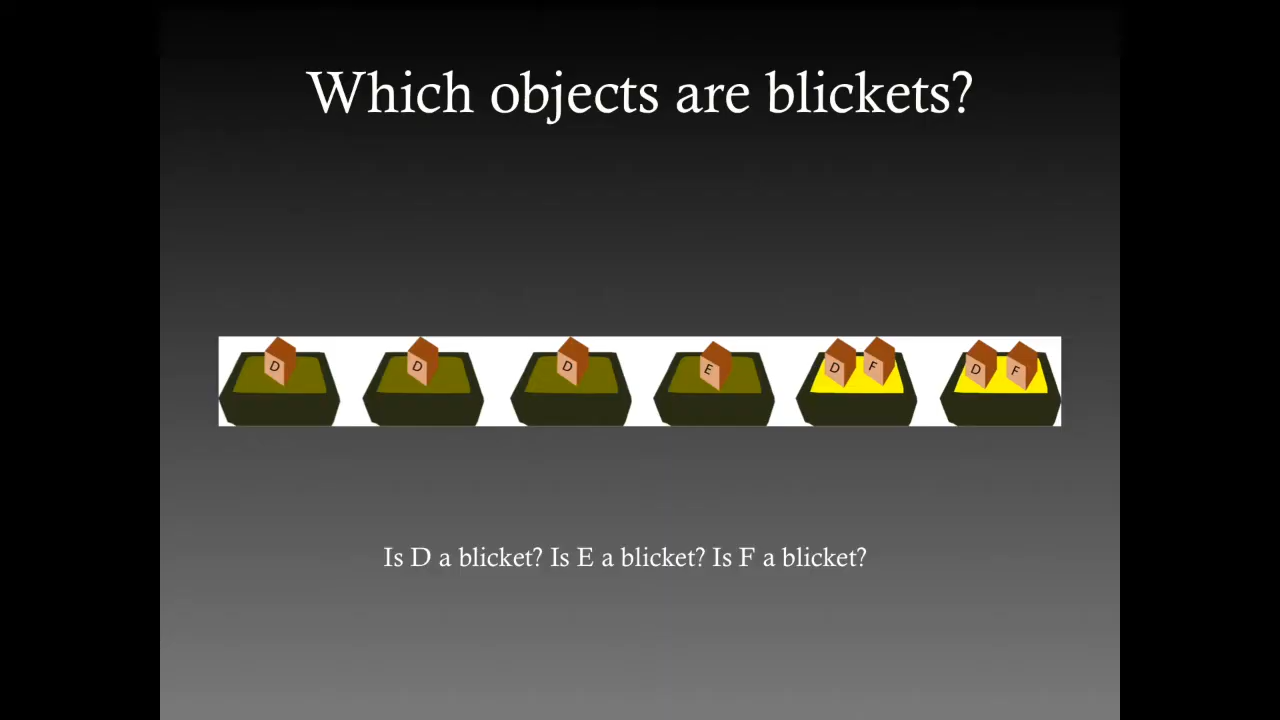 Which objects are blickets?
D D D E D F D F
Is D a blicket? Is E a blicket? Is F a blicket?